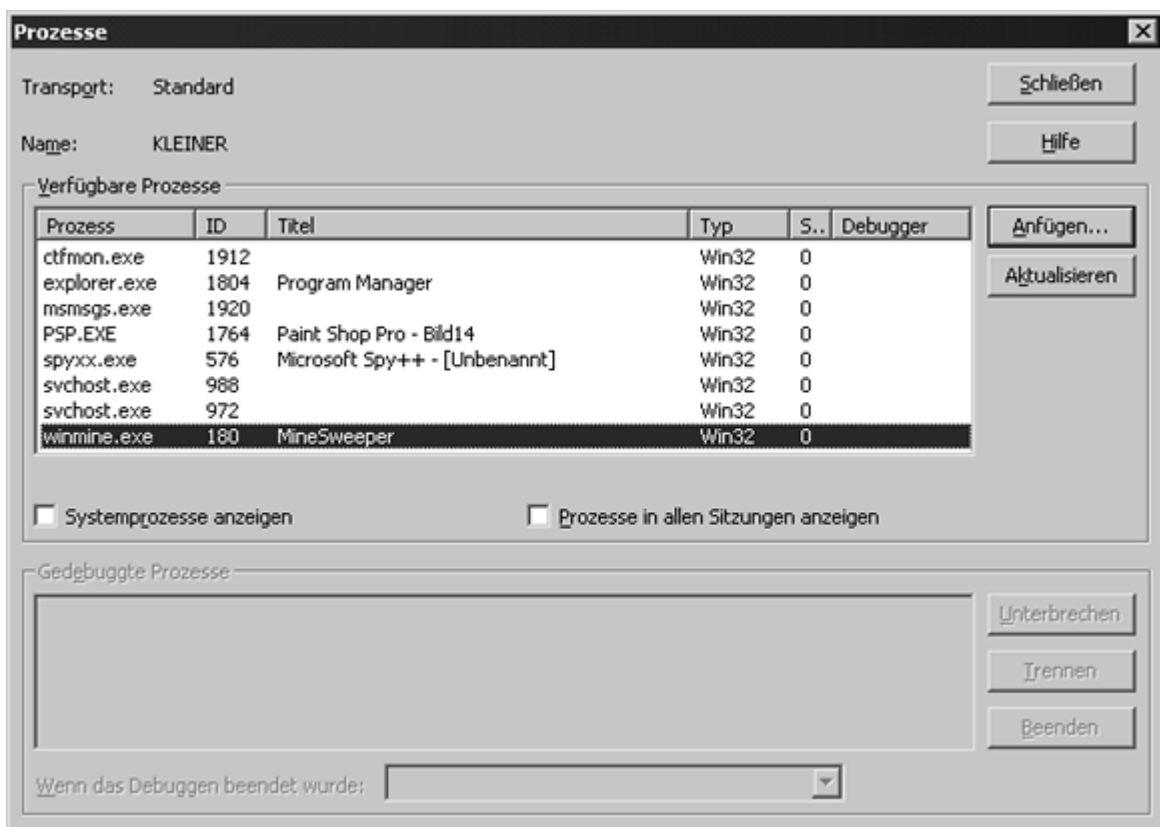 Prozesse
Transport: Standard Schließen
Name: KLEINER Hilfe
Verfügbare Prozesse
Prozess ID Titel Typ S.. Debugger Anfügen...
ctfmon.exe 1912 Win32 0
explorer.exe 1804 Program Manager Win32 0 Aktualisieren
msmsgs.exe 1920 Win32 0
PSP.EXE 1764 Paint Shop Pro - Bild14 Win32 0
spyxx.exe 576 Microsoft Spy++ - [Unbenannt] Win32 0
svchost.exe 988 Win32 0
svchost.exe 972 Win32 0
winmine.exe 180 MineSweeper Win32 0
Systemprozesse anzeigen Prozesse in allen Sitzungen anzeigen
Gedebuggte Prozesse
Unterbrechen
Trennen
Beenden
Wenn das Debuggen beendet wurde: